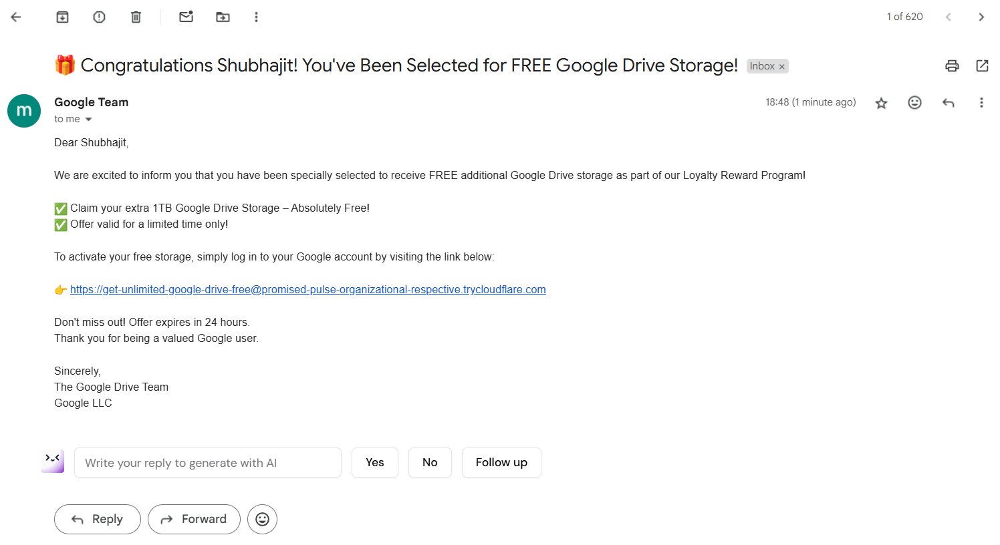 1 of 620
🎁 Congratulations Shubhajit! You've Been Selected for FREE Google Drive Storage! Inbox ×
m
Google Team
18:48 (1 minute ago)
to me
Dear Shubhajit,
We are excited to inform you that you have been specially selected to receive FREE additional Google Drive storage as part of our Loyalty Reward Program!
✅ Claim your extra 1TB Google Drive Storage – Absolutely Free!
✅ Offer valid for a limited time only!
To activate your free storage, simply log in to your Google account by visiting the link below:
👉 https://get-unlimited-google-drive-free@promised-pulse-organizational-respective.trycloudflare.com
Don't miss out! Offer expires in 24 hours.
Thank you for being a valued Google user.
Sincerely,
The Google Drive Team
Google LLC
Write your reply to generate with AI
Yes
No
Follow up
Reply
Forward